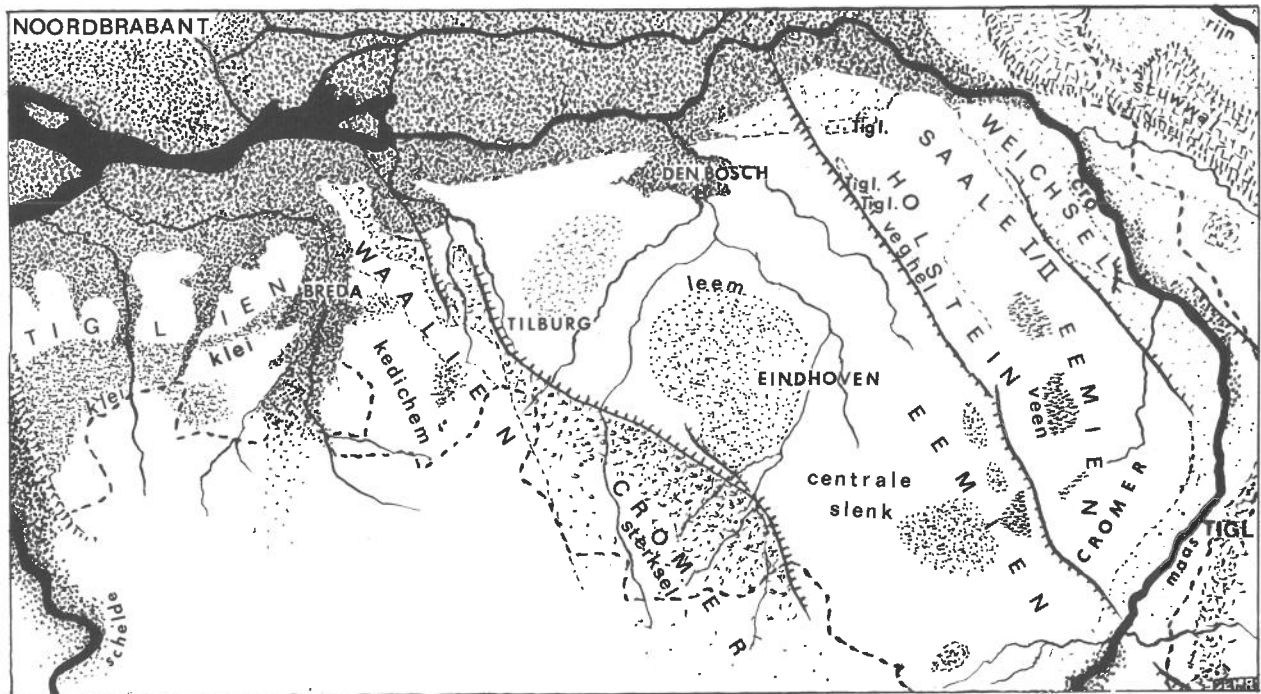 NOORDBRABANT
rijn
stuwwal
Tigl.
DEN BOSCH
WEICHSEL
SAALE I/II
Tigl.
Tigl.
HOLSTEIN
veghel
WAALIEN
BREDA
TIGLIEN
klei
klei
kedichem
TILBURG
leem
EINDHOVEN
EEMIEN
veen
EEMIEN
centrale
slenk
CROMER
sterksel
CROMER
TIGL
maas
schelde